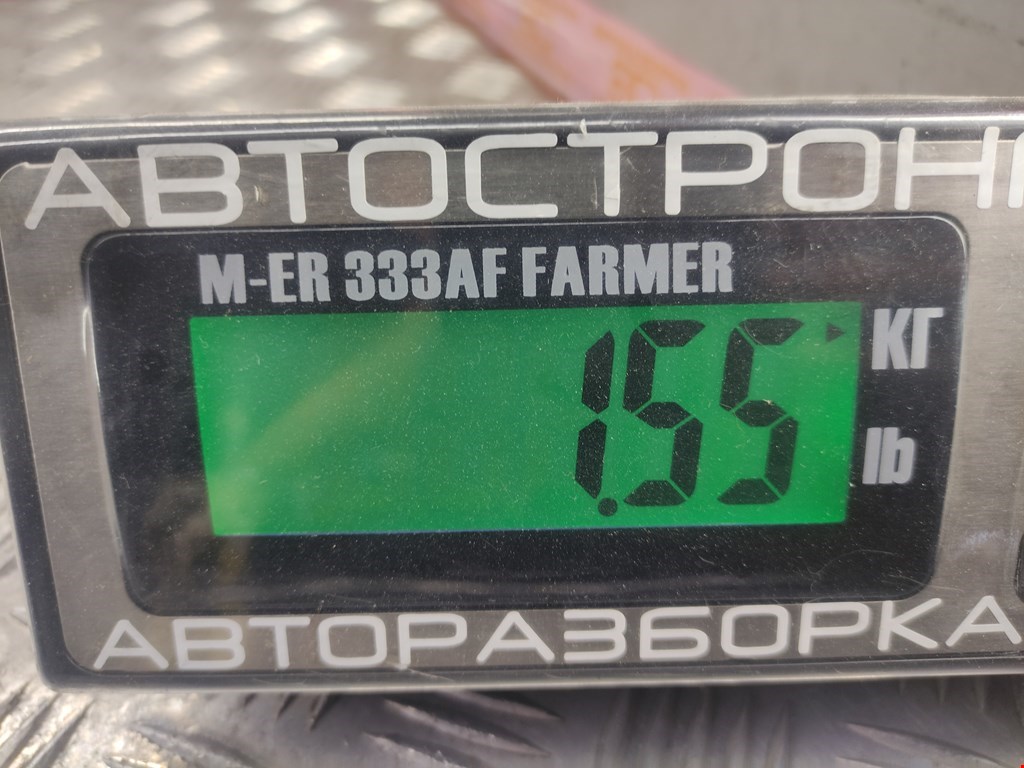 АВТОСТРОН
M-ER 333AF FARMER
1.55
КГ
lb
АВТОРАЗБОРКА